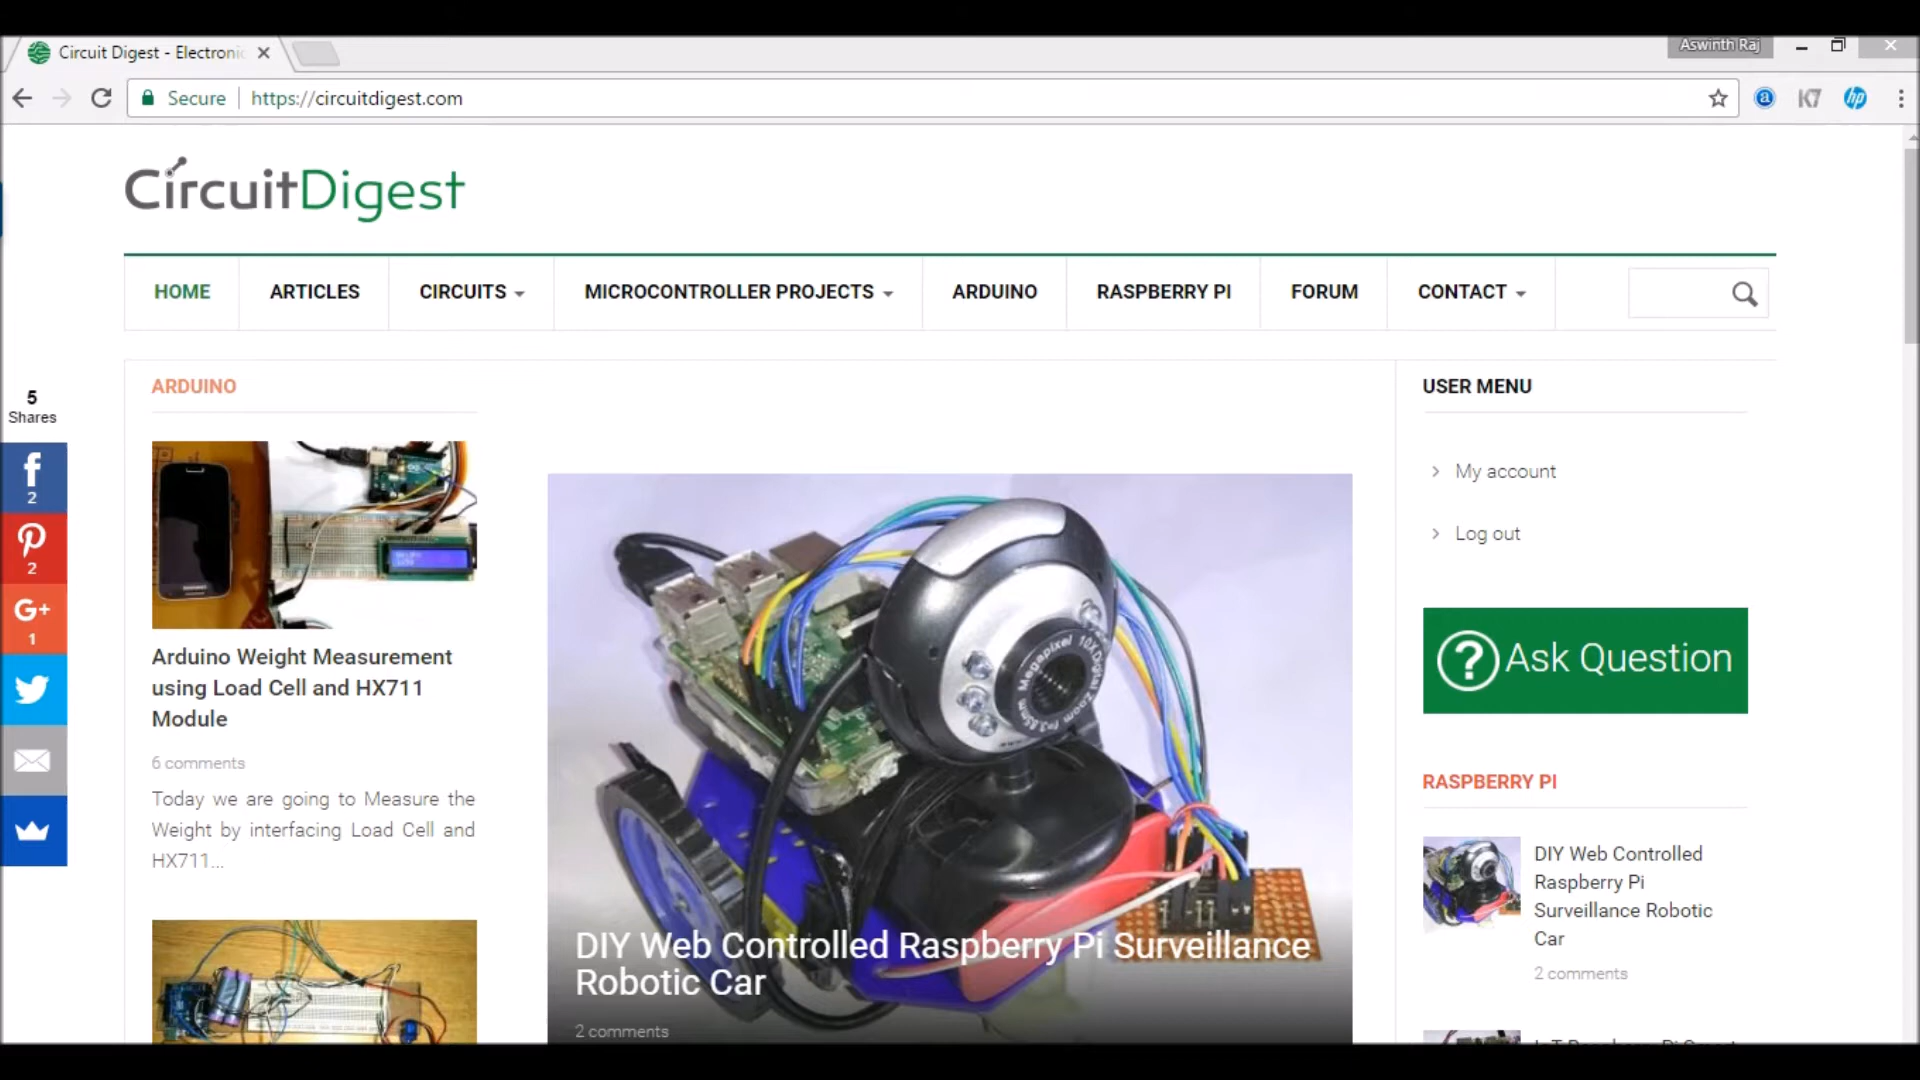 Circuit Digest - Electronic
Aswinth Raj
Secure
https://circuitdigest.com
CircuitDigest
HOME
ARTICLES
CIRCUITS
MICROCONTROLLER PROJECTS
ARDUINO
RASPBERRY PI
FORUM
CONTACT
5
Shares
2
2
G+
1
ARDUINO
Arduino Weight Measurement
using Load Cell and HX711
Module
6 comments
Today we are going to Measure the
Weight by interfacing Load Cell and
HX711...
Megapixel 10X Digital zoom
DIY Web Controlled Raspberry Pi Surveillance
Robotic Car
2 comments
USER MENU
My account
Log out
Ask Question
RASPBERRY PI
DIY Web Controlled
Raspberry Pi
Surveillance Robotic
Car
2 comments